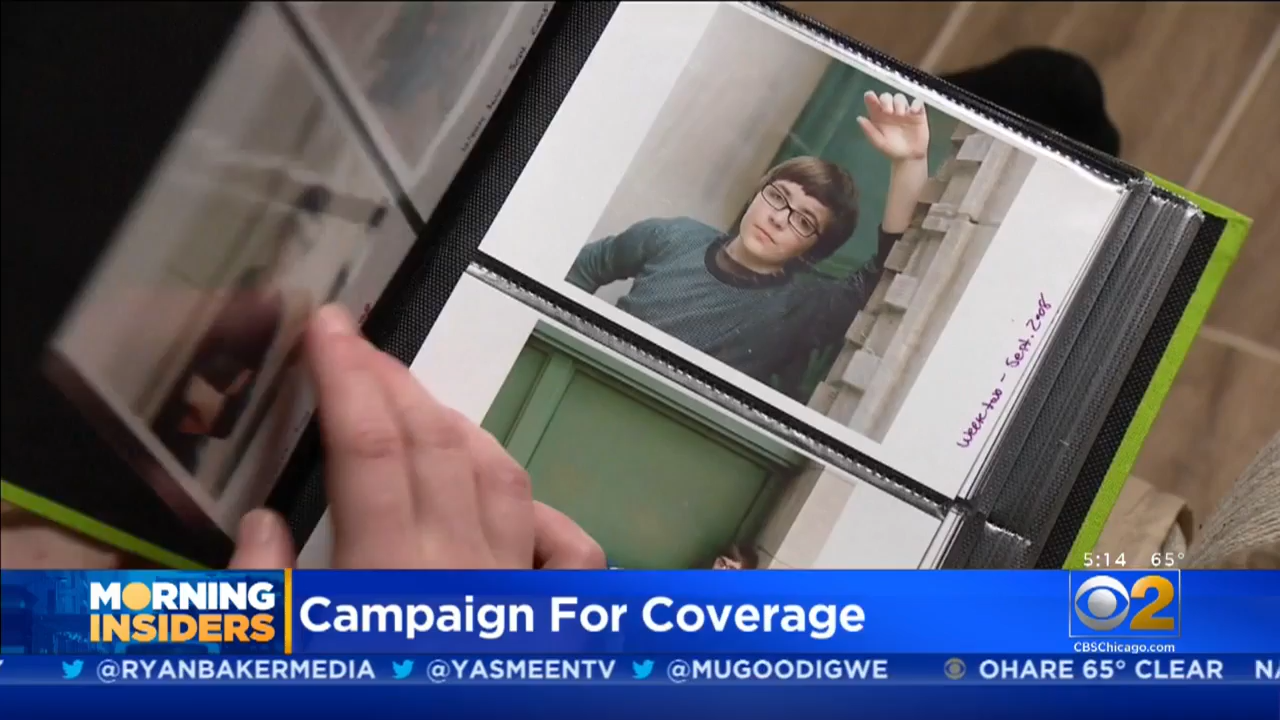 Week two - Sept. 2008
5:14 65°
MORNING
INSIDERS
Campaign For Coverage
2
CBSChicago.com
@RYANBAKERMEDIA @YASMEENTV @MUGOODIGWE OHARE 65° CLEAR NA